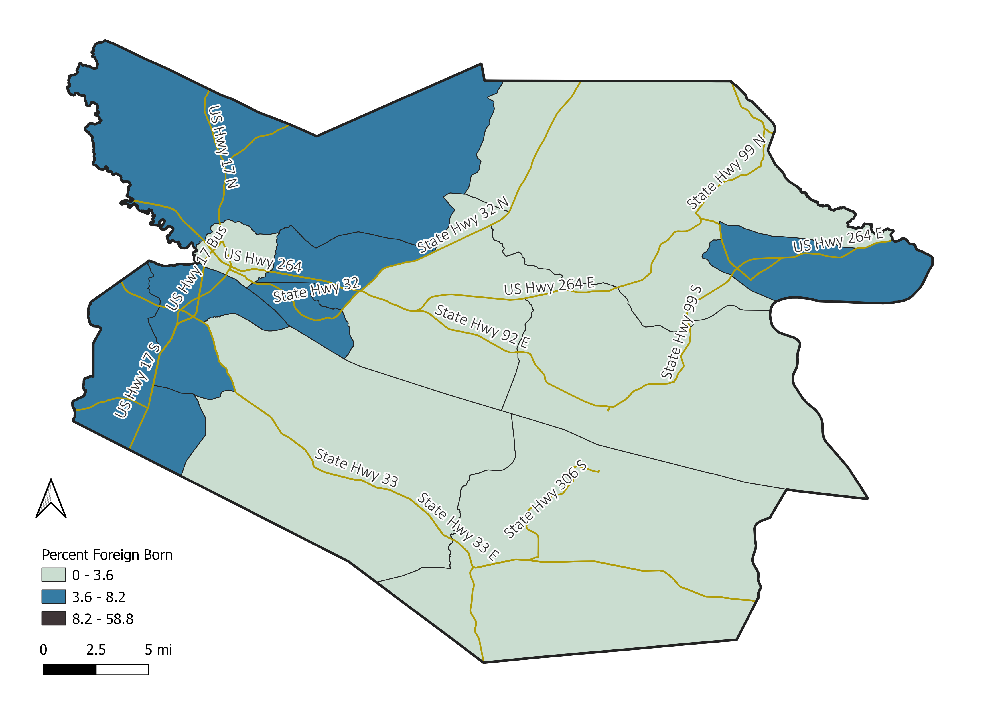 US Hwy 17 N
State Hwy 99 N
State Hwy 32 N
US Hwy 264 E
US Hwy 17 Bus
US Hwy 264
State Hwy 32
US Hwy 264 E
State Hwy 99 S
State Hwy 92 E
US Hwy 17 S
State Hwy 33
State Hwy 306 S
State Hwy 33 E
Percent Foreign Born
0 - 3.6
3.6 - 8.2
8.2 - 58.8
0 2.5 5 mi